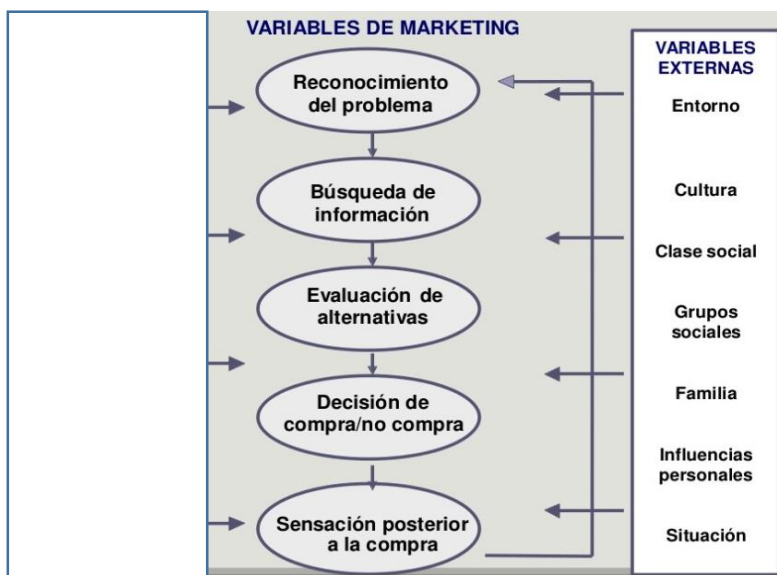 VARIABLES DE MARKETING
Reconocimiento
del problema
Búsqueda de
información
Evaluación de
alternativas
Decisión de
compra/no compra
Sensación posterior
a la compra
VARIABLES
EXTERNAS
Entorno
Cultura
Clase social
Grupos
sociales
Familia
Influencias
personales
Situación